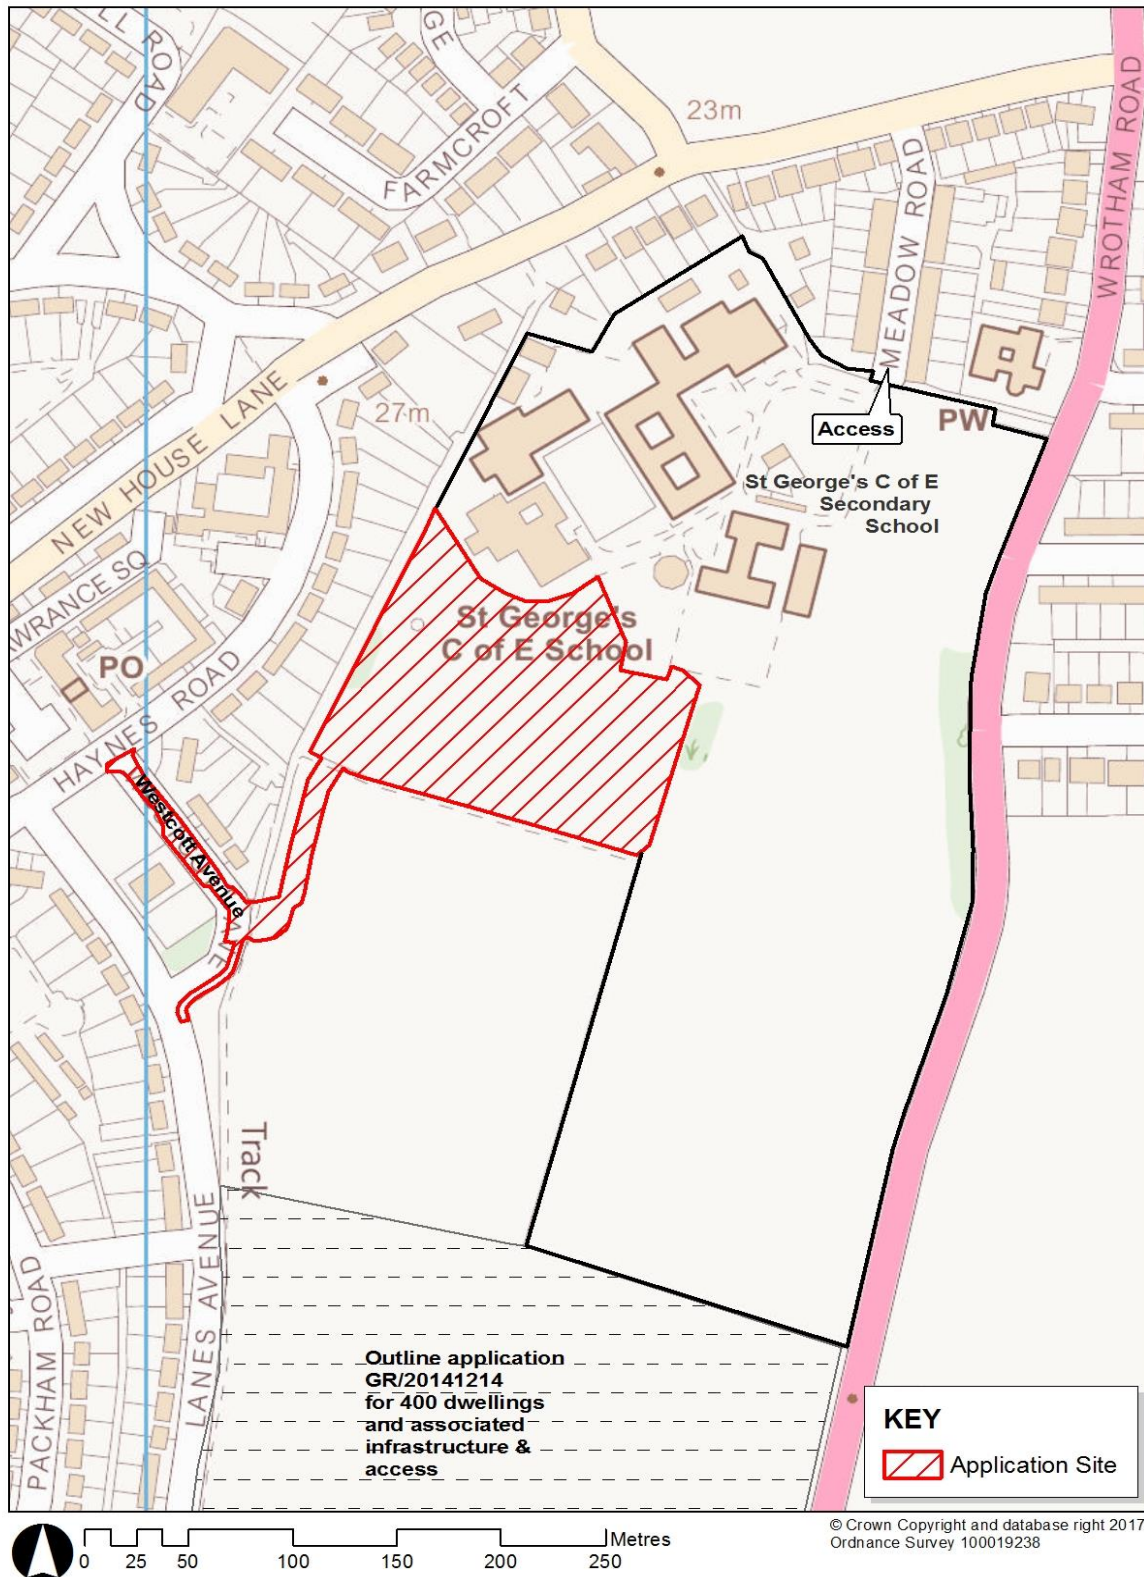 LL ROAD
GE
FARMCROFT
23m
WROTHAM ROAD
MEADOW ROAD
NEW HOUSE LANE
27m
Access
PW
St George's C of E
Secondary
School
WRANCE SQ
St George's
C of E School
PO
HAYNES ROAD
Westcott Avenue
Track
LANES AVENUE
PACKHAM ROAD
Outline application
GR/20141214
for 400 dwellings
and associated
infrastructure &
access
KEY
Application Site
Metres
0 25 50 100 150 200 250
© Crown Copyright and database right 2017
Ordnance Survey 100019238